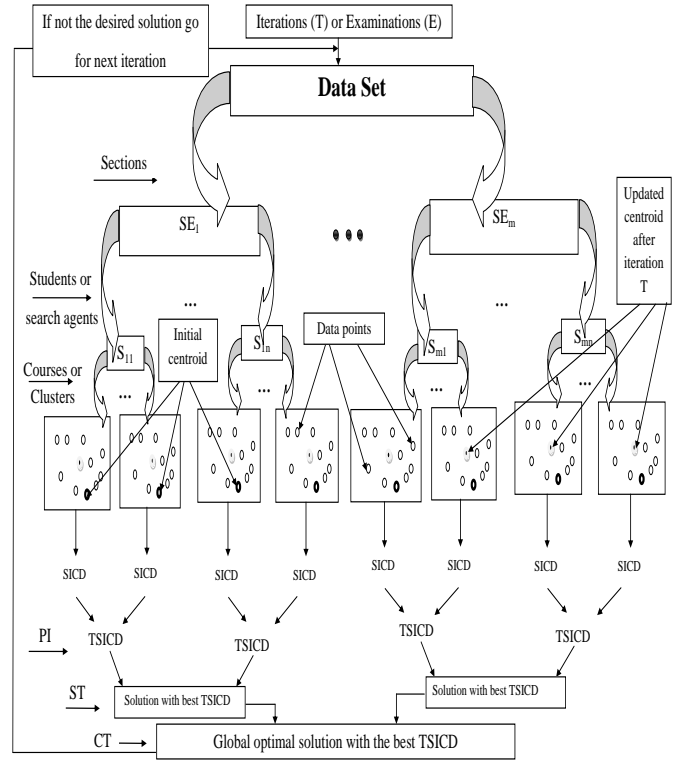 If not the desired solution go
for next iteration
Iterations (T) or Examinations (E)
Data Set
Sections
SE1
SEm
Updated
centroid
after
iteration
T
Students or
search agents
...
...
S11
Initial
centroid
S1n
Data points
Sm1
Smn
Courses or
Clusters
...
...
...
...
SICD
SICD
SICD
SICD
SICD
SICD
SICD
SICD
PI
TSICD
TSICD
TSICD
TSICD
ST
Solution with best TSICD
Solution with best TSICD
CT
Global optimal solution with the best TSICD